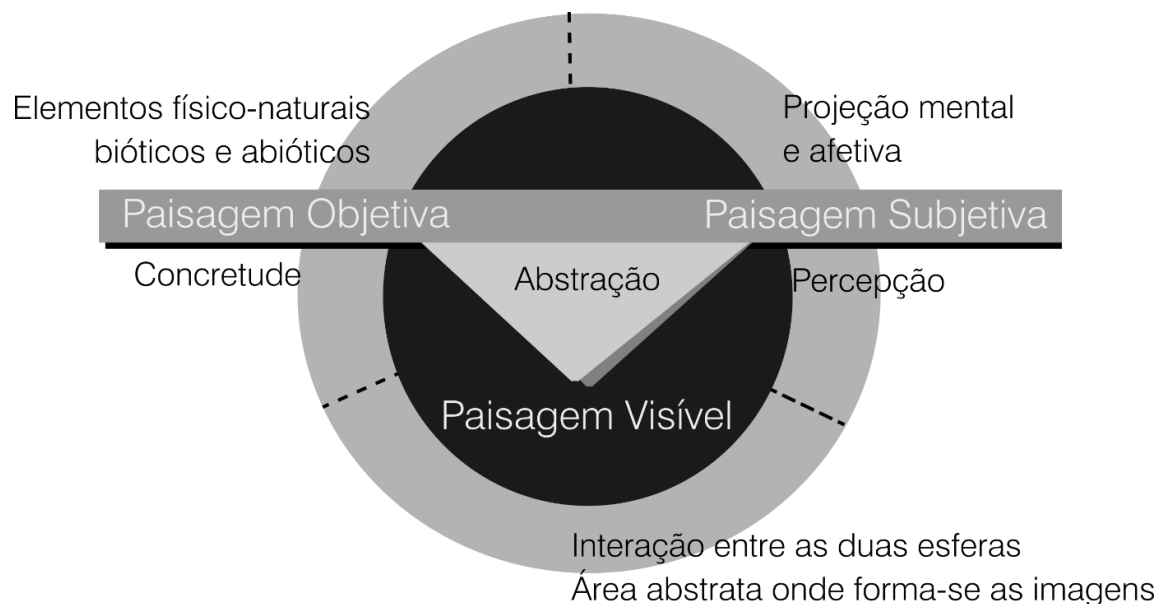 Elementos físico-naturais
bióticos e abióticos
Projeção mental
e afetiva
Paisagem Objetiva
Paisagem Subjetiva
Concretude
Abstração
Percepção
Paisagem Visível
Interação entre as duas esferas
Área abstrata onde forma-se as imagens